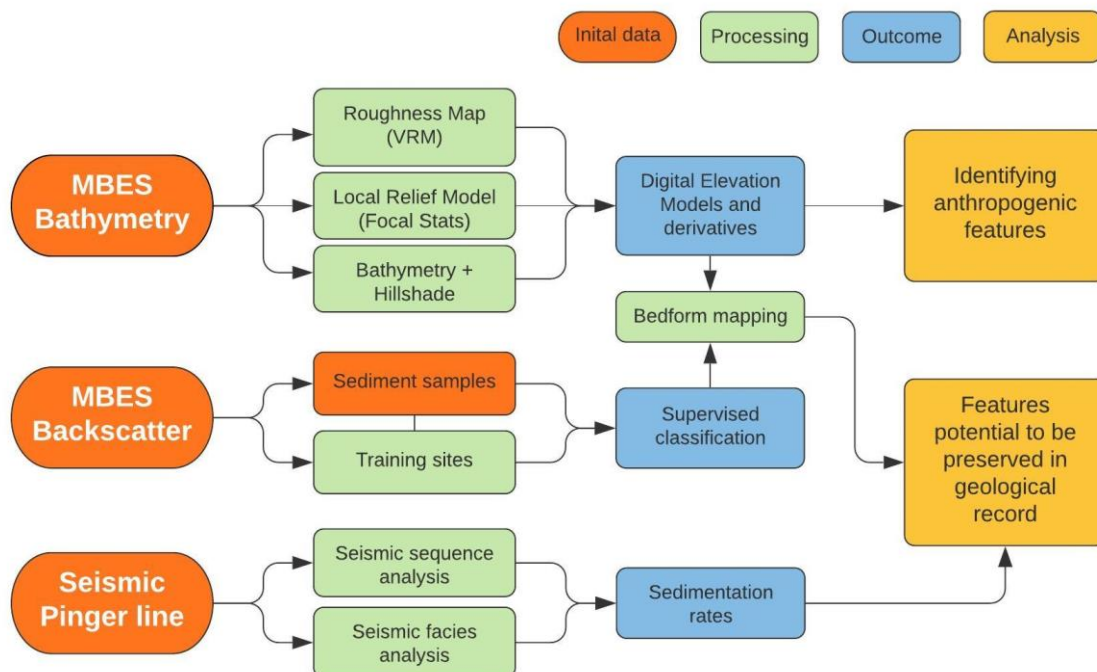 Inital data
Processing
Outcome
Analysis
MBES
Bathymetry
Roughness Map
(VRM)
Local Relief Model
(Focal Stats)
Bathymetry +
Hillshade
Digital Elevation
Models and
derivatives
Identifying
anthropogenic
features
Bedform mapping
MBES
Backscatter
Sediment samples
Training sites
Supervised
classification
Features
potential to be
preserved in
geological
record
Seismic
Pinger line
Seismic sequence
analysis
Seismic facies
analysis
Sedimentation
rates